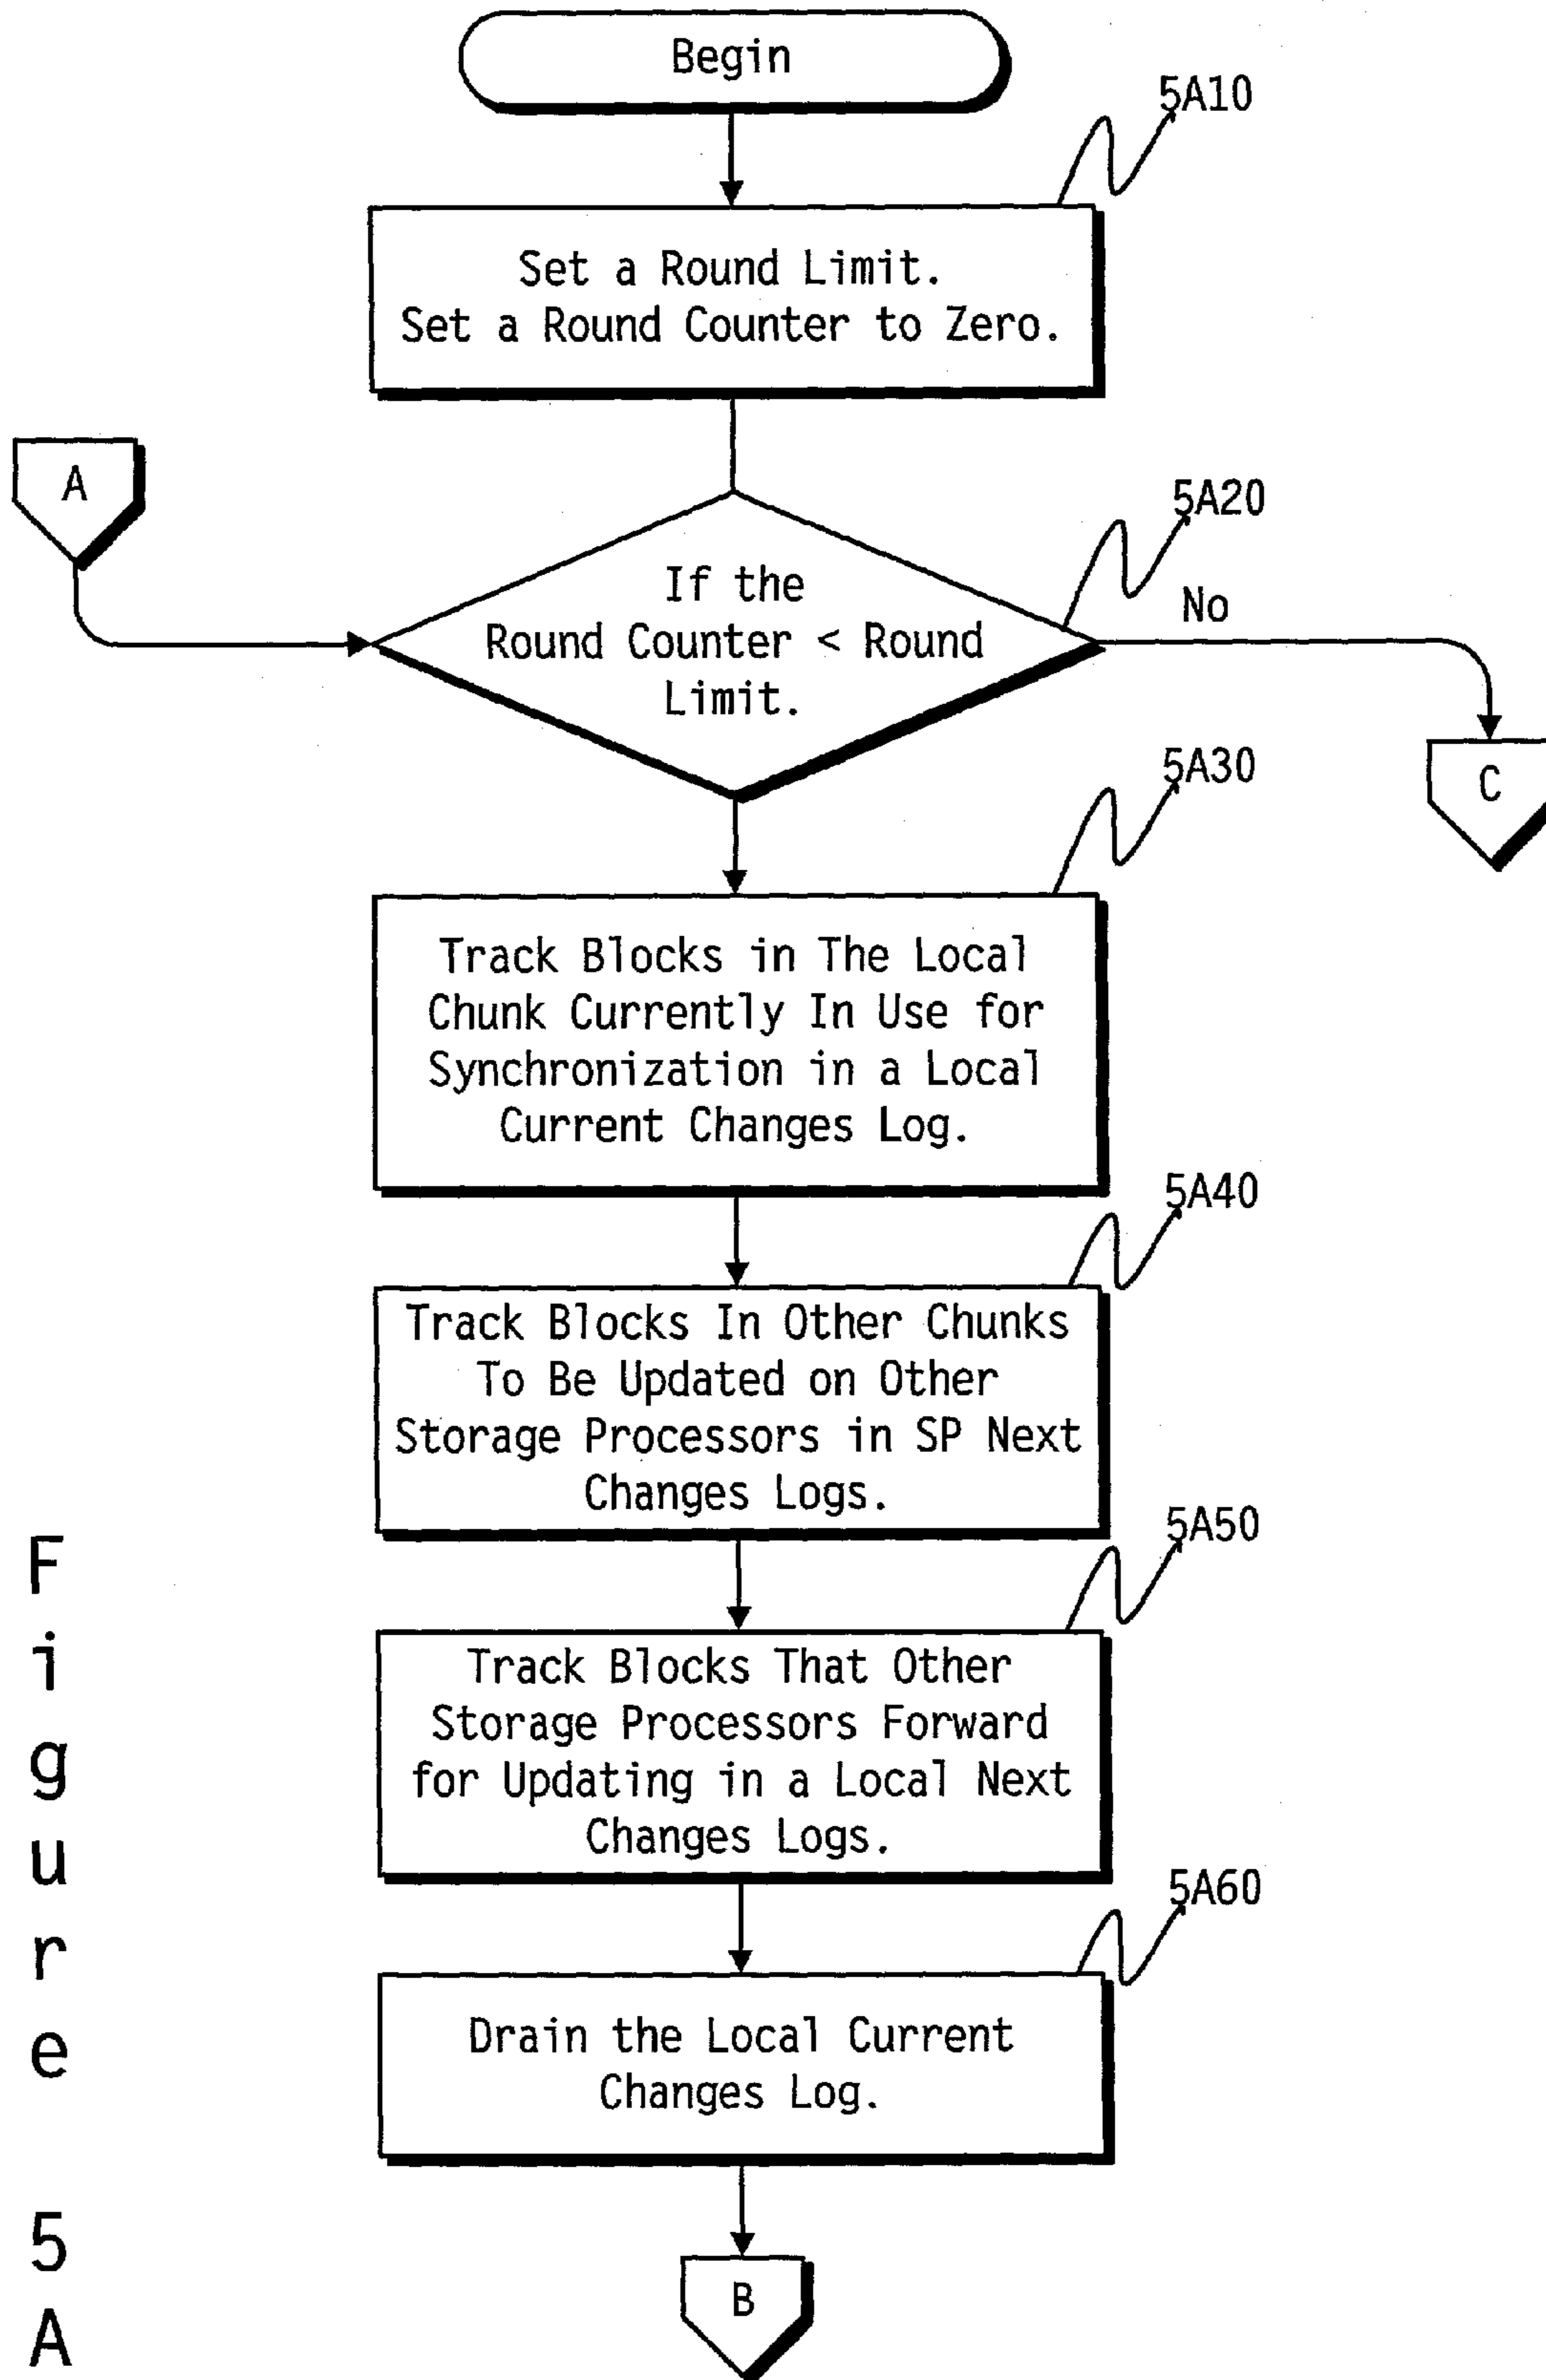 Begin
5A10
Set a Round Limit.
Set a Round Counter to Zero.
A
5A20
If the
Round Counter < Round
Limit.
No
C
5A30
Track Blocks in The Local
Chunk Currently In Use for
Synchronization in a Local
Current Changes Log.
5A40
Track Blocks In Other Chunks
To Be Updated on Other
Storage Processors in SP Next
Changes Logs.
5A50
Track Blocks That Other
Storage Processors Forward
for Updating in a Local Next
Changes Logs.
5A60
Drain the Local Current
Changes Log.
B
Figure 5A